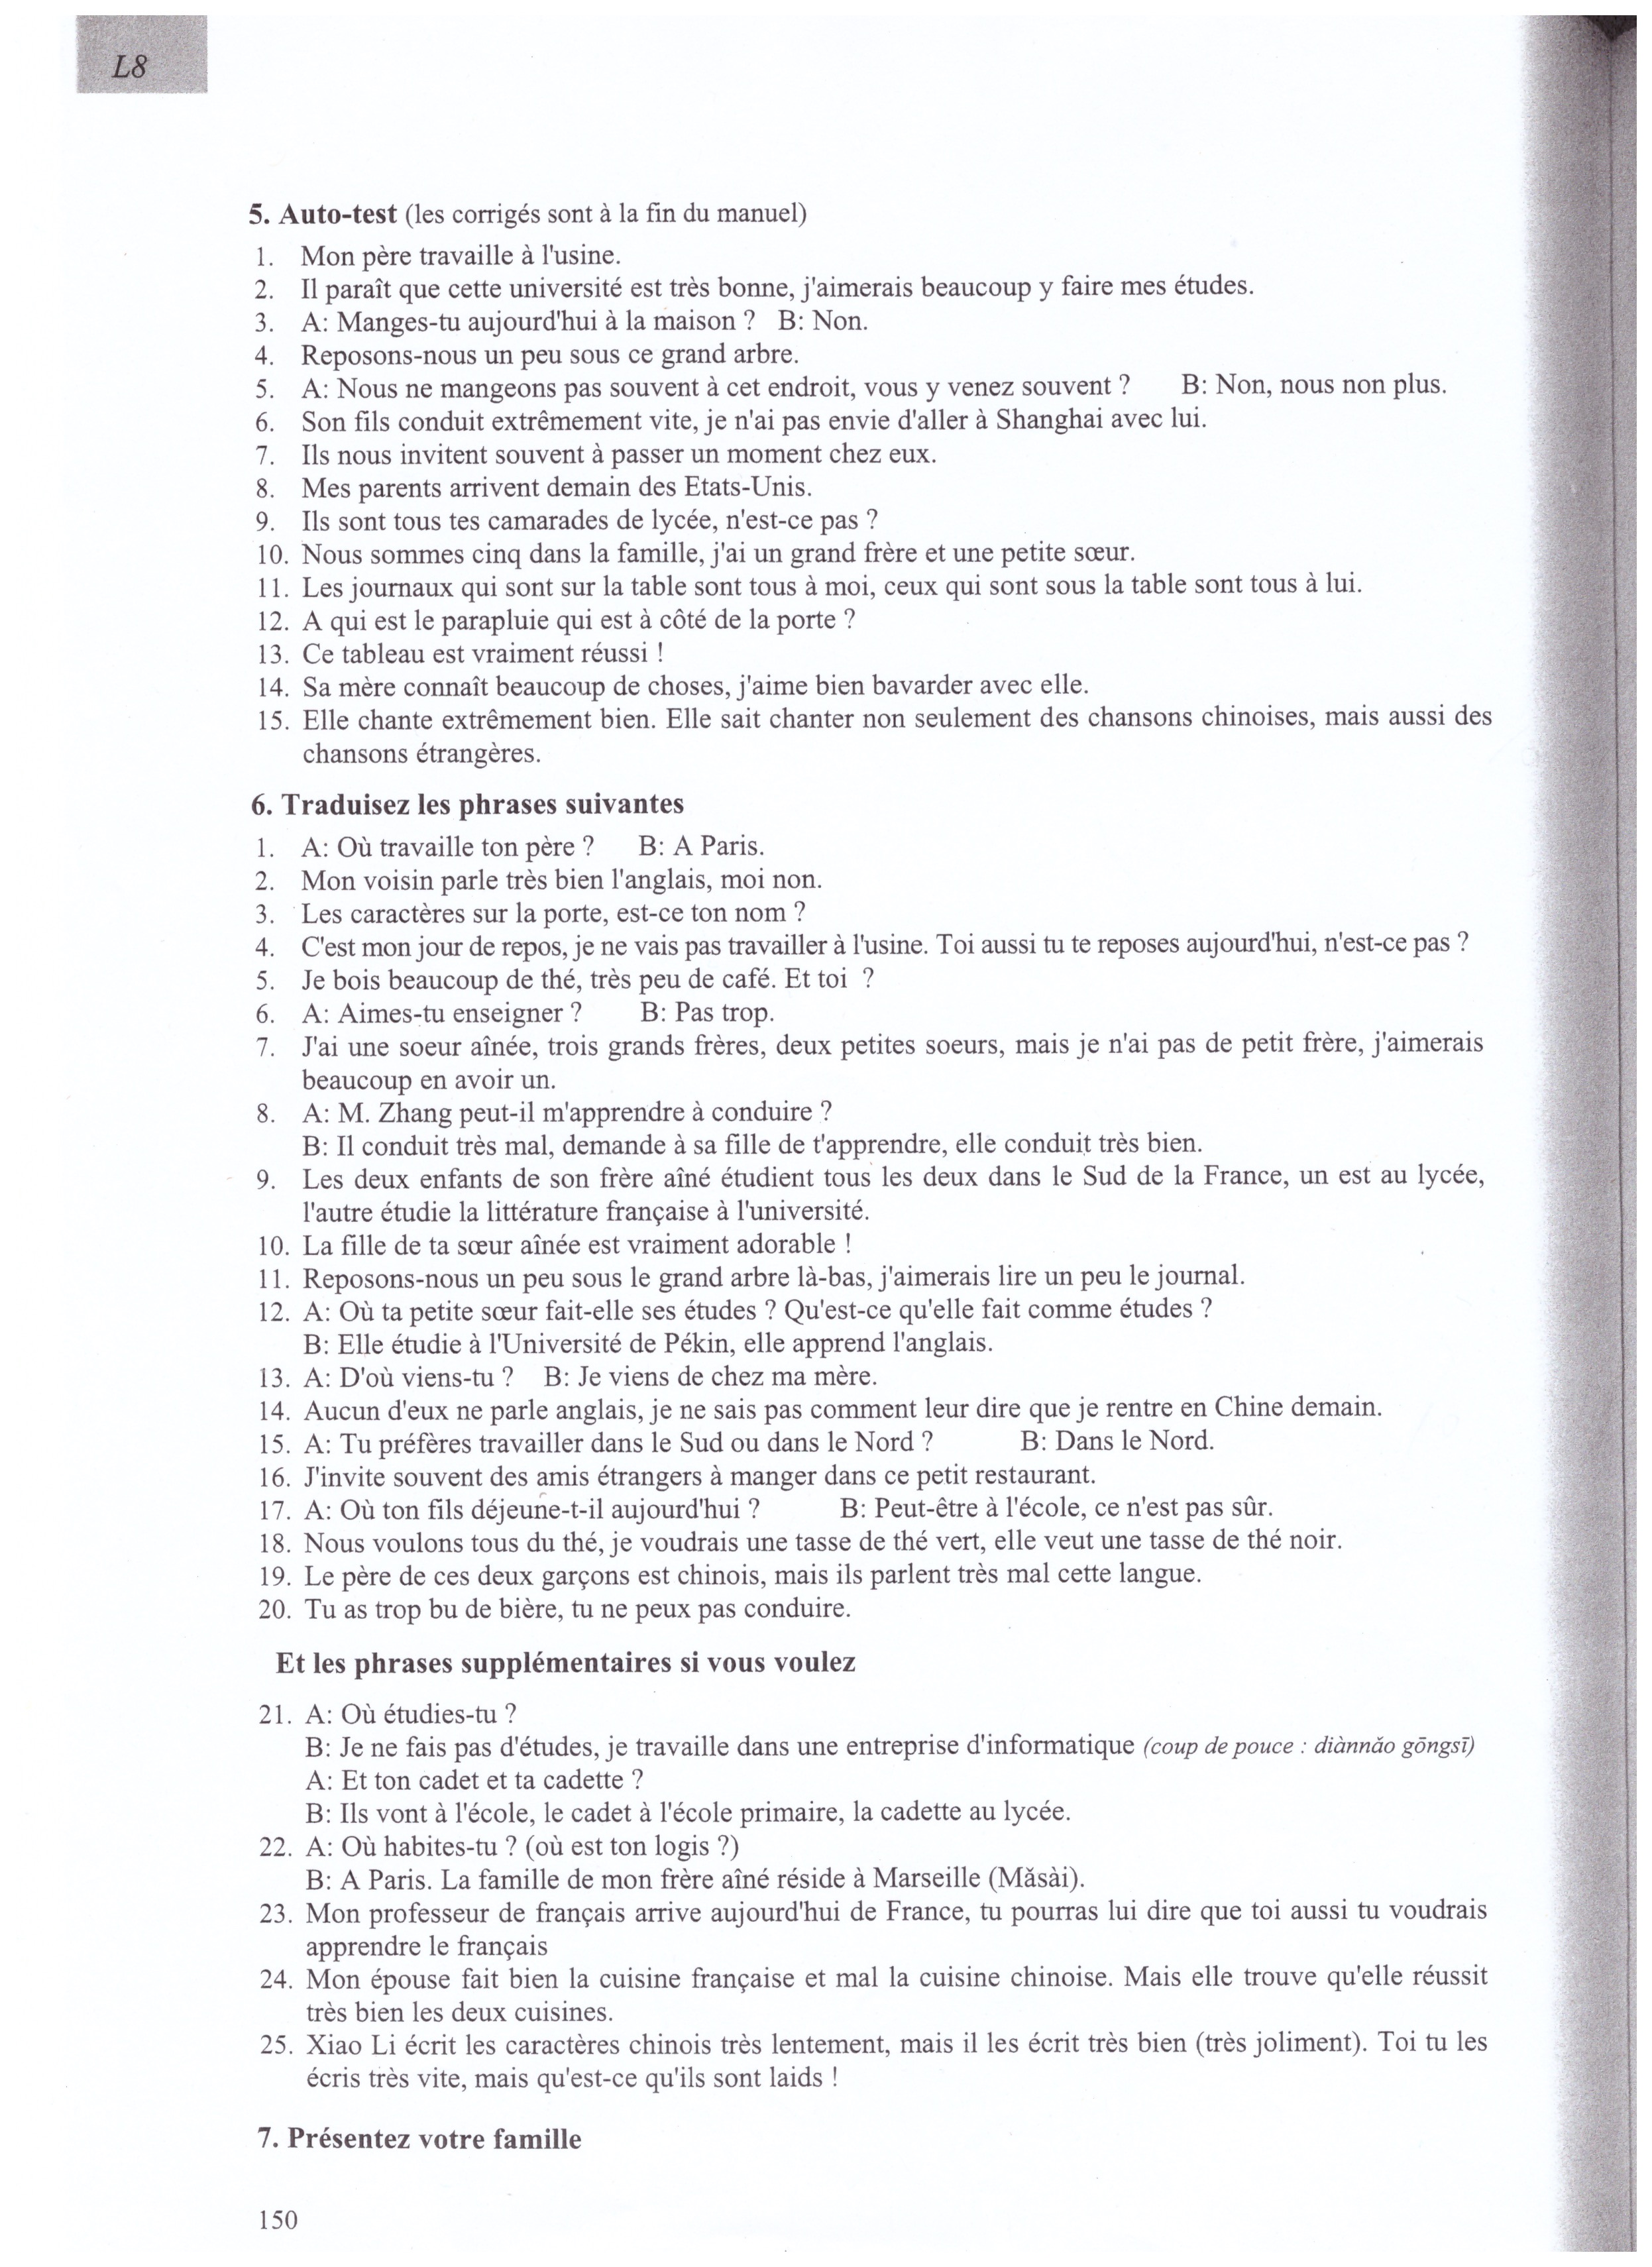 L8
5. Auto-test (les corrigés sont à la fin du manuel)
1. Mon père travaille à l'usine.
2. Il paraît que cette université est très bonne, j'aimerais beaucoup y faire mes études.
3. A: Manges-tu aujourd'hui à la maison ? B: Non.
4. Reposons-nous un peu sous ce grand arbre.
5. A: Nous ne mangeons pas souvent à cet endroit, vous y venez souvent ? B: Non, nous non plus.
6. Son fils conduit extrêmement vite, je n'ai pas envie d'aller à Shanghai avec lui.
7. Ils nous invitent souvent à passer un moment chez eux.
8. Mes parents arrivent demain des Etats-Unis.
9. Ils sont tous tes camarades de lycée, n'est-ce pas ?
10. Nous sommes cinq dans la famille, j'ai un grand frère et une petite sœur.
11. Les journaux qui sont sur la table sont tous à moi, ceux qui sont sous la table sont tous à lui.
12. A qui est le parapluie qui est à côté de la porte ?
13. Ce tableau est vraiment réussi !
14. Sa mère connaît beaucoup de choses, j'aime bien bavarder avec elle.
15. Elle chante extrêmement bien. Elle sait chanter non seulement des chansons chinoises, mais aussi des
chansons étrangères.
6. Traduisez les phrases suivantes
1. A: Où travaille ton père ? B: A Paris.
2. Mon voisin parle très bien l'anglais, moi non.
3. Les caractères sur la porte, est-ce ton nom ?
4. C'est mon jour de repos, je ne vais pas travailler à l'usine. Toi aussi tu te reposes aujourd'hui, n'est-ce pas ?
5. Je bois beaucoup de thé, très peu de café. Et toi ?
6. A: Aimes-tu enseigner ? B: Pas trop.
7. J'ai une soeur aînée, trois grands frères, deux petites soeurs, mais je n'ai pas de petit frère, j'aimerais
beaucoup en avoir un.
8. A: M. Zhang peut-il m'apprendre à conduire ?
B: Il conduit très mal, demande à sa fille de t'apprendre, elle conduit très bien.
9. Les deux enfants de son frère aîné étudient tous les deux dans le Sud de la France, un est au lycée,
l'autre étudie la littérature française à l'université.
10. La fille de ta sœur aînée est vraiment adorable !
11. Reposons-nous un peu sous le grand arbre là-bas, j'aimerais lire un peu le journal.
12. A: Où ta petite sœur fait-elle ses études ? Qu'est-ce qu'elle fait comme études ?
B: Elle étudie à l'Université de Pékin, elle apprend l'anglais.
13. A: D'où viens-tu ? B: Je viens de chez ma mère.
14. Aucun d'eux ne parle anglais, je ne sais pas comment leur dire que je rentre en Chine demain.
15. A: Tu préfères travailler dans le Sud ou dans le Nord ? B: Dans le Nord.
16. J'invite souvent des amis étrangers à manger dans ce petit restaurant.
17. A: Où ton fils déjeune-t-il aujourd'hui ? B: Peut-être à l'école, ce n'est pas sûr.
18. Nous voulons tous du thé, je voudrais une tasse de thé vert, elle veut une tasse de thé noir.
19. Le père de ces deux garçons est chinois, mais ils parlent très mal cette langue.
20. Tu as trop bu de bière, tu ne peux pas conduire.
Et les phrases supplémentaires si vous voulez
21. A: Où étudies-tu ?
B: Je ne fais pas d'études, je travaille dans une entreprise d'informatique (coup de pouce : diànnǎo gōngsī)
A: Et ton cadet et ta cadette ?
B: Ils vont à l'école, le cadet à l'école primaire, la cadette au lycée.
22. A: Où habites-tu ? (où est ton logis ?)
B: A Paris. La famille de mon frère aîné réside à Marseille (Mǎsài).
23. Mon professeur de français arrive aujourd'hui de France, tu pourras lui dire que toi aussi tu voudrais
apprendre le français
24. Mon épouse fait bien la cuisine française et mal la cuisine chinoise. Mais elle trouve qu'elle réussit
très bien les deux cuisines.
25. Xiao Li écrit les caractères chinois très lentement, mais il les écrit très bien (très joliment). Toi tu les
écris très vite, mais qu'est-ce qu'ils sont laids !
7. Présentez votre famille
150